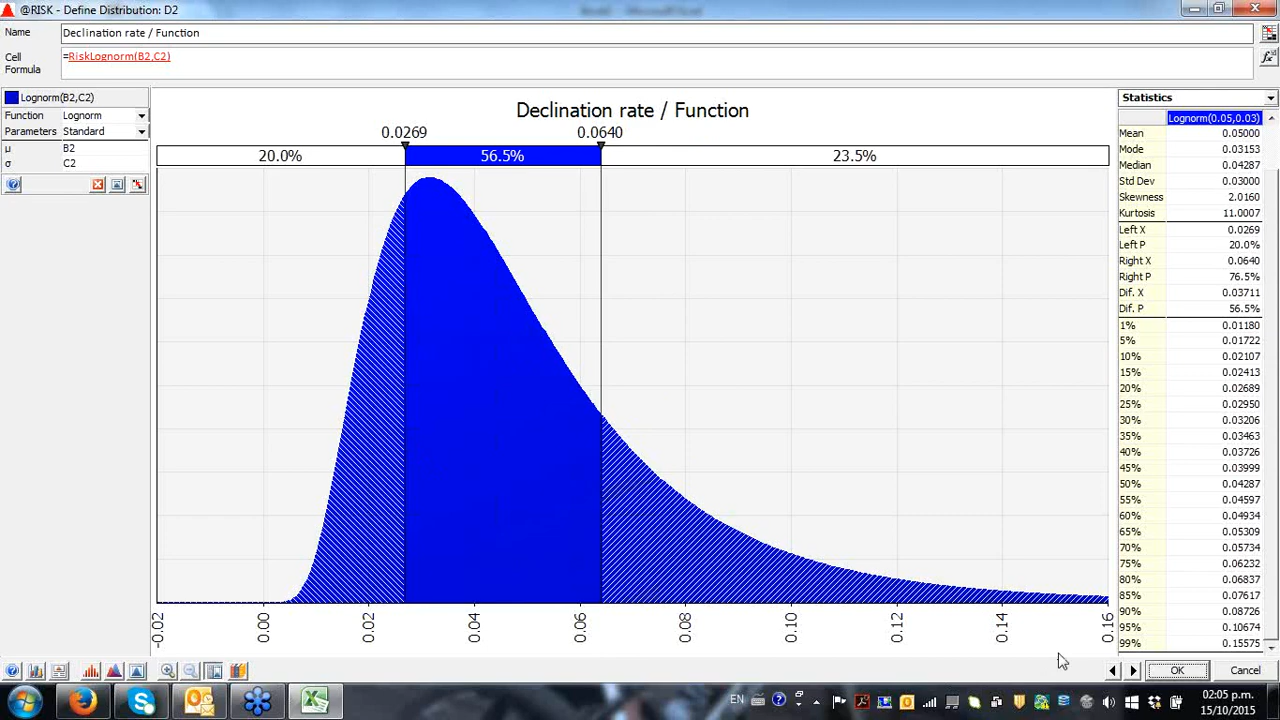 @RISK - Define Distribution: D2
Name
Declination rate / Function
Cell
Formula
=RiskLognorm(B2,C2)
Lognorm(B2,C2)
Function Lognorm
Parameters Standard
μ B2
σ C2
Declination rate / Function
0.0269 0.0640
20.0% 56.5% 23.5%
-0.02 0.00 0.02 0.04 0.06 0.08 0.10 0.12 0.14 0.16
Statistics
Lognorm(0.05,0.03)
Mean 0.05000
Mode 0.03153
Median 0.04287
Std Dev 0.03000
Skewness 2.0160
Kurtosis 11.0007
Left X 0.0269
Left P 20.0%
Right X 0.0640
Right P 76.5%
Dif. X 0.03711
Dif. P 56.5%
1% 0.01180
5% 0.01722
10% 0.02107
15% 0.02413
20% 0.02689
25% 0.02950
30% 0.03206
35% 0.03463
40% 0.03726
45% 0.03999
50% 0.04287
55% 0.04597
60% 0.04934
65% 0.05309
70% 0.05734
75% 0.06232
80% 0.06837
85% 0.07617
90% 0.08726
95% 0.10674
99% 0.15575
OK Cancel
EN
02:05 p.m.
15/10/2015